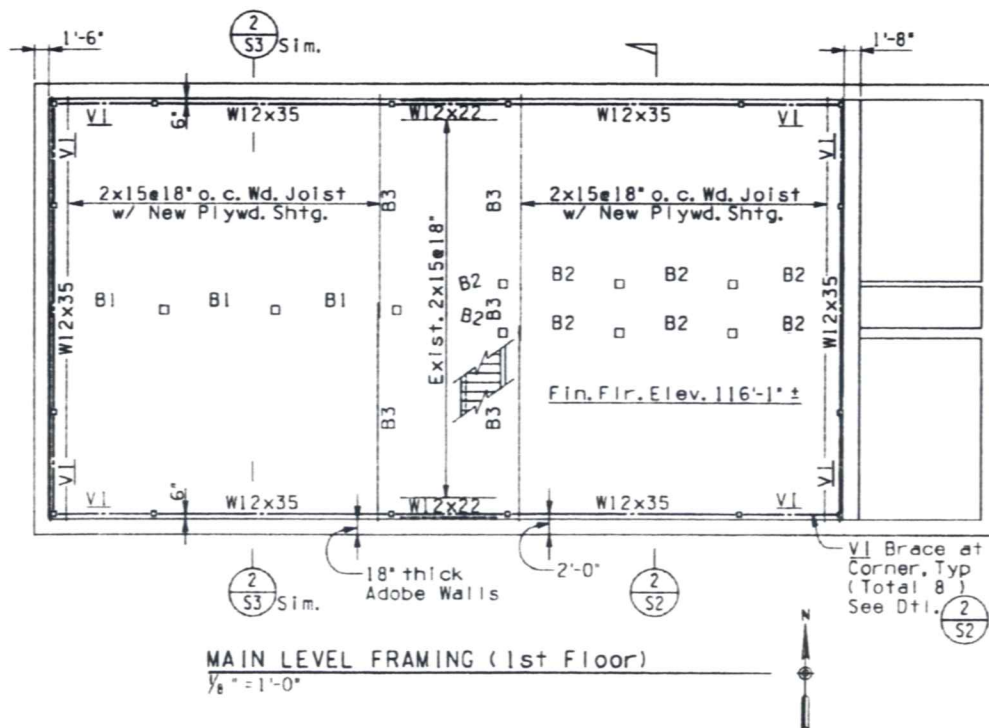 2
S3 Sim.
1'-6"
1'-8"
V1
6"
W12x35
W12x22
W12x35
V1
V1
V1
2x15@18" o.c. Wd. Joist
w/ New Plywd. Shtg.
B3
B3
2x15@18" o.c. Wd. Joist
w/ New Plywd. Shtg.
Exist. 2x15@18"
W12x35
B1
B1
B1
B2
B2
B2
B2
B2
B3
B2
B2
B2
W12x35
Fin. Flr. Elev. 116'-1" ±
B3
B3
V1
V1
V1
6"
W12x35
W12x22
W12x35
V1
18" thick
Adobe Walls
2'-0"
2
S3 Sim.
2
S2
V1 Brace at
Corner, Typ
(Total 8)
See Dtl. 2
S2
N
MAIN LEVEL FRAMING (1st Floor)
1/8" = 1'-0"